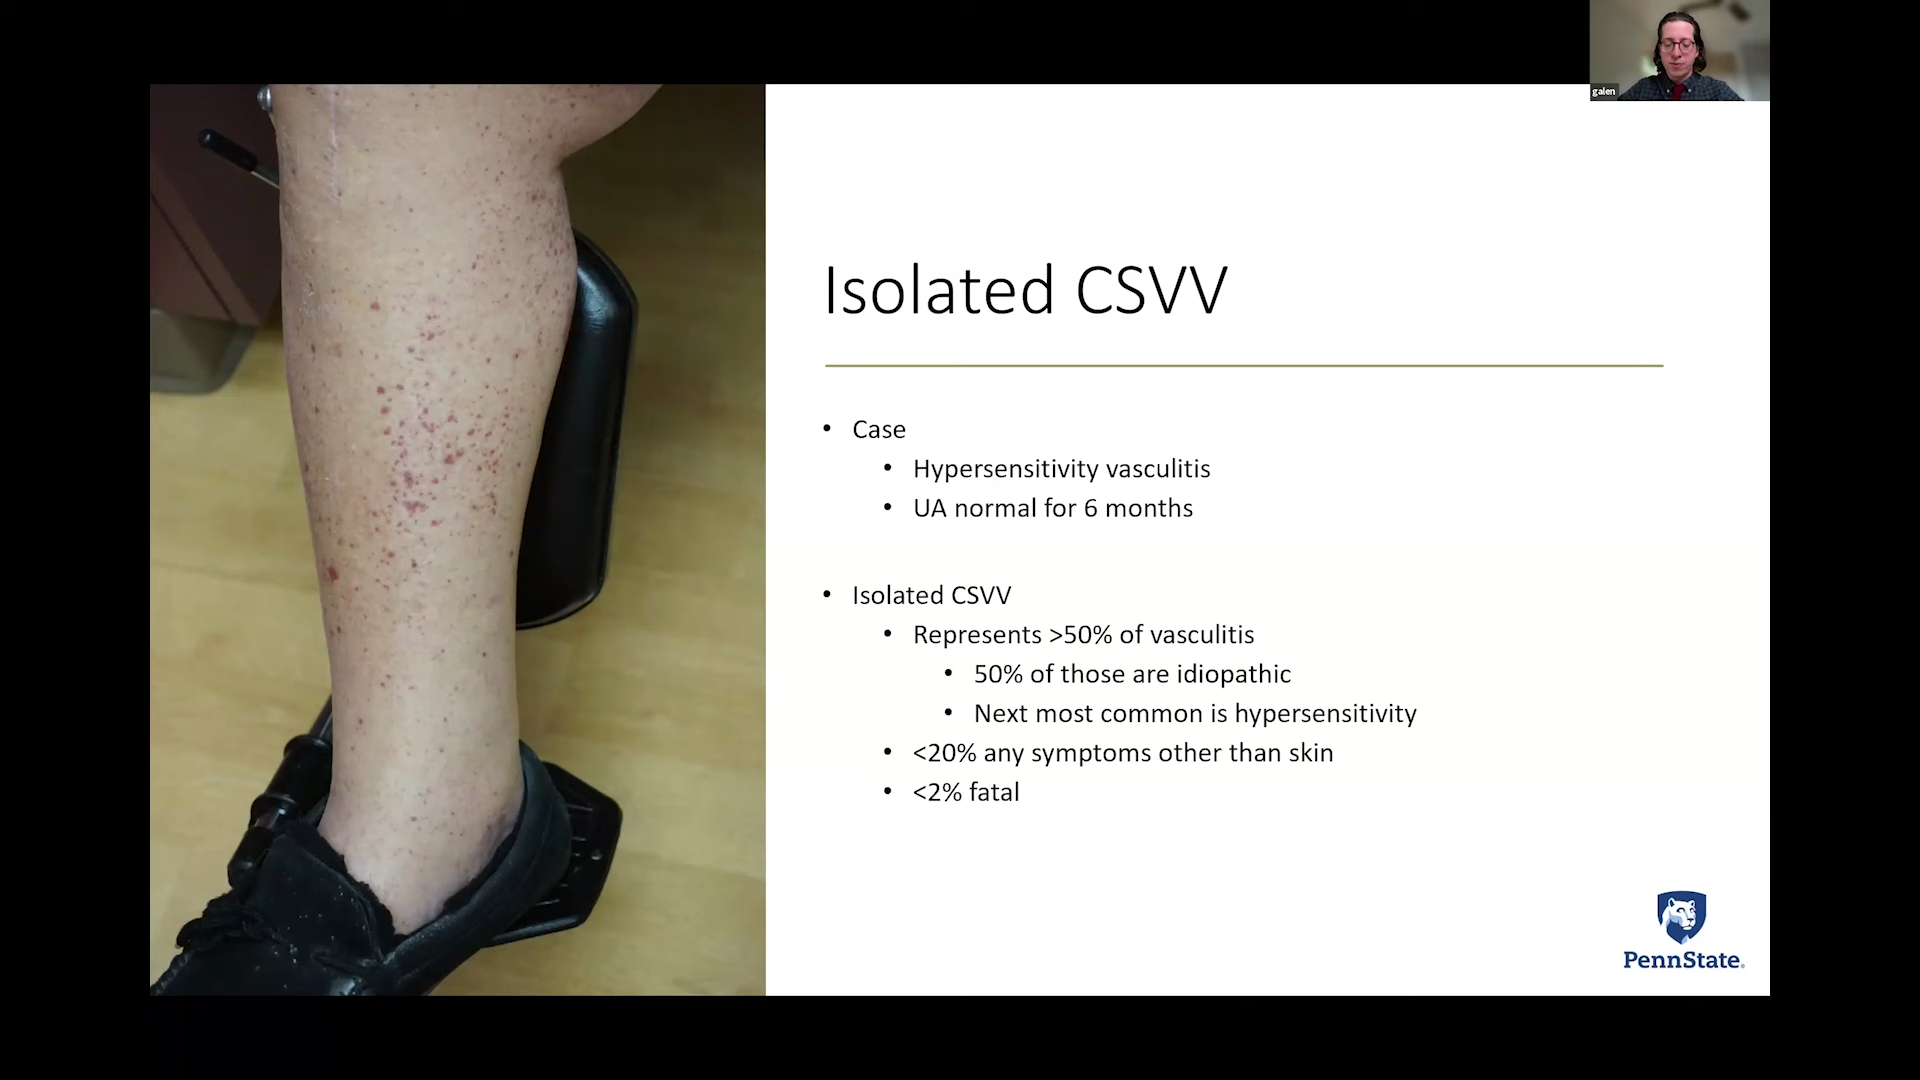 galen
Isolated CSVV
• Case
• Hypersensitivity vasculitis
• UA normal for 6 months
• Isolated CSVV
• Represents >50% of vasculitis
• 50% of those are idiopathic
• Next most common is hypersensitivity
• <20% any symptoms other than skin
• <2% fatal
PennState®